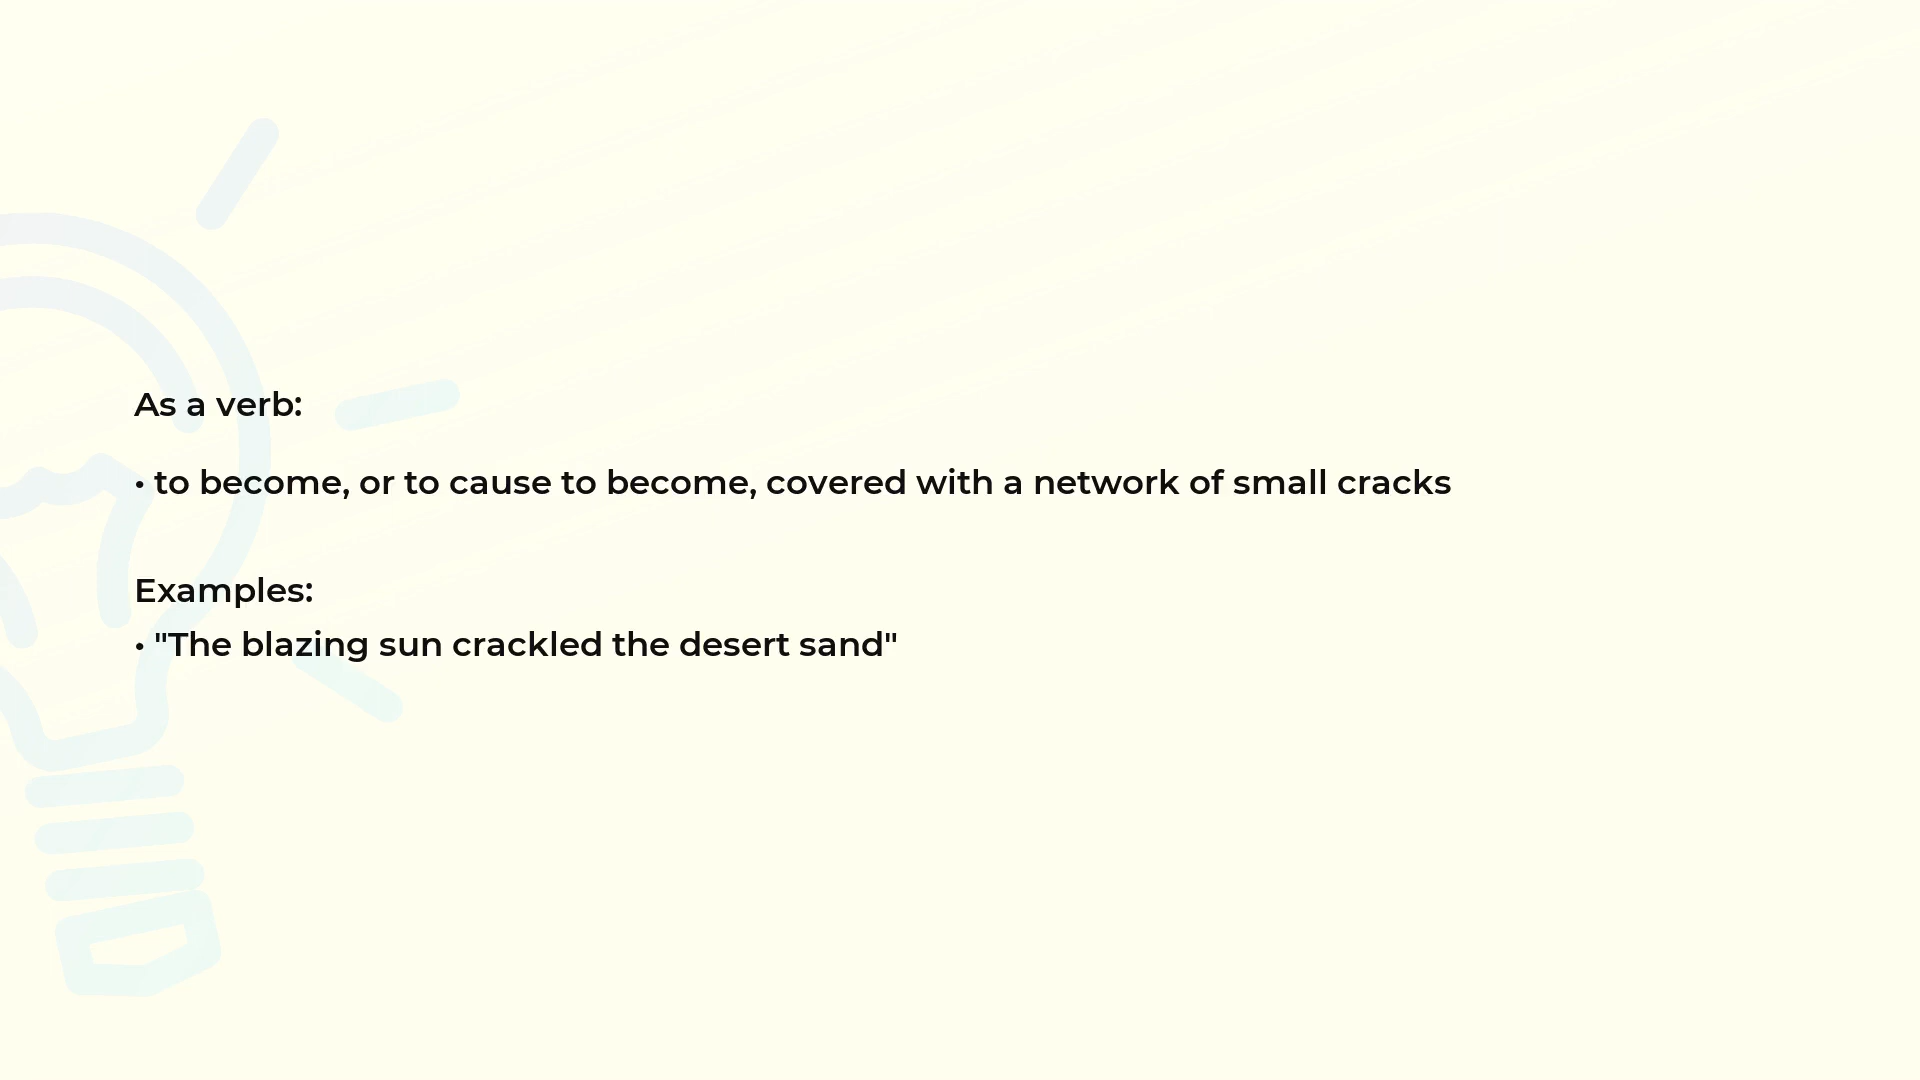 As a verb:
• to become, or to cause to become, covered with a network of small cracks
Examples:
• "The blazing sun crackled the desert sand"